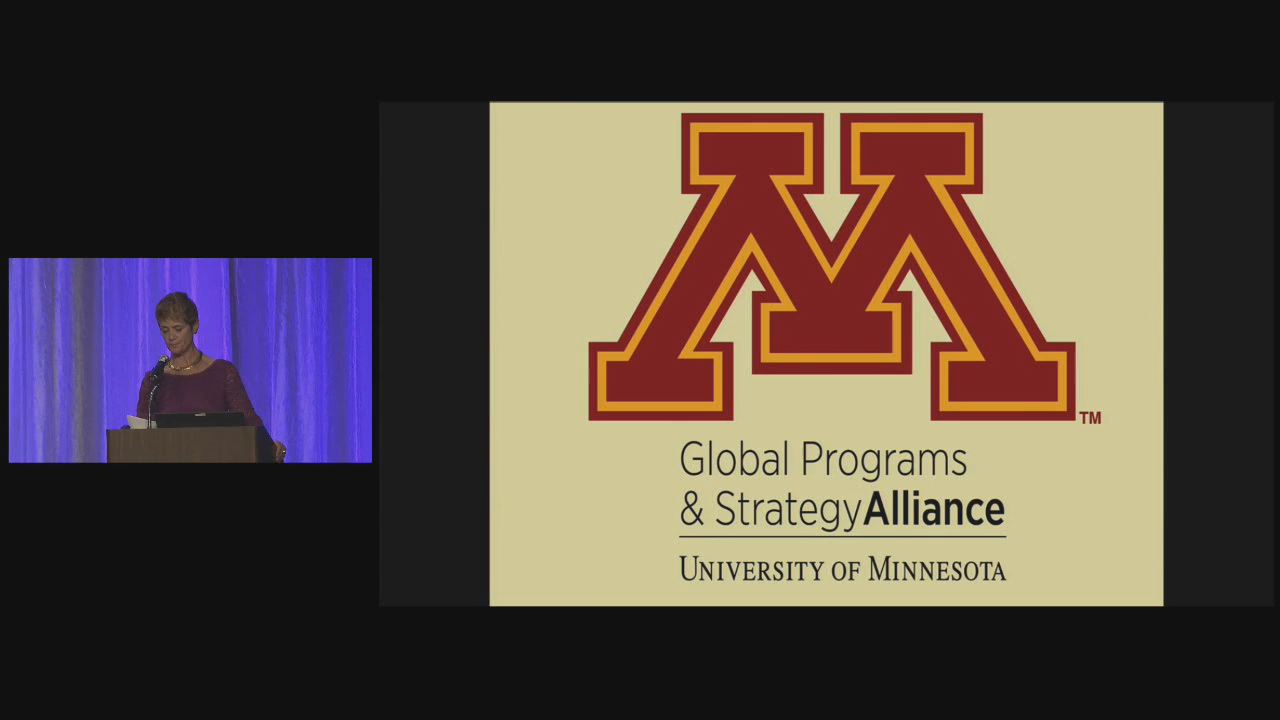 M
TM
Global Programs
& StrategyAlliance
UNIVERSITY OF MINNESOTA